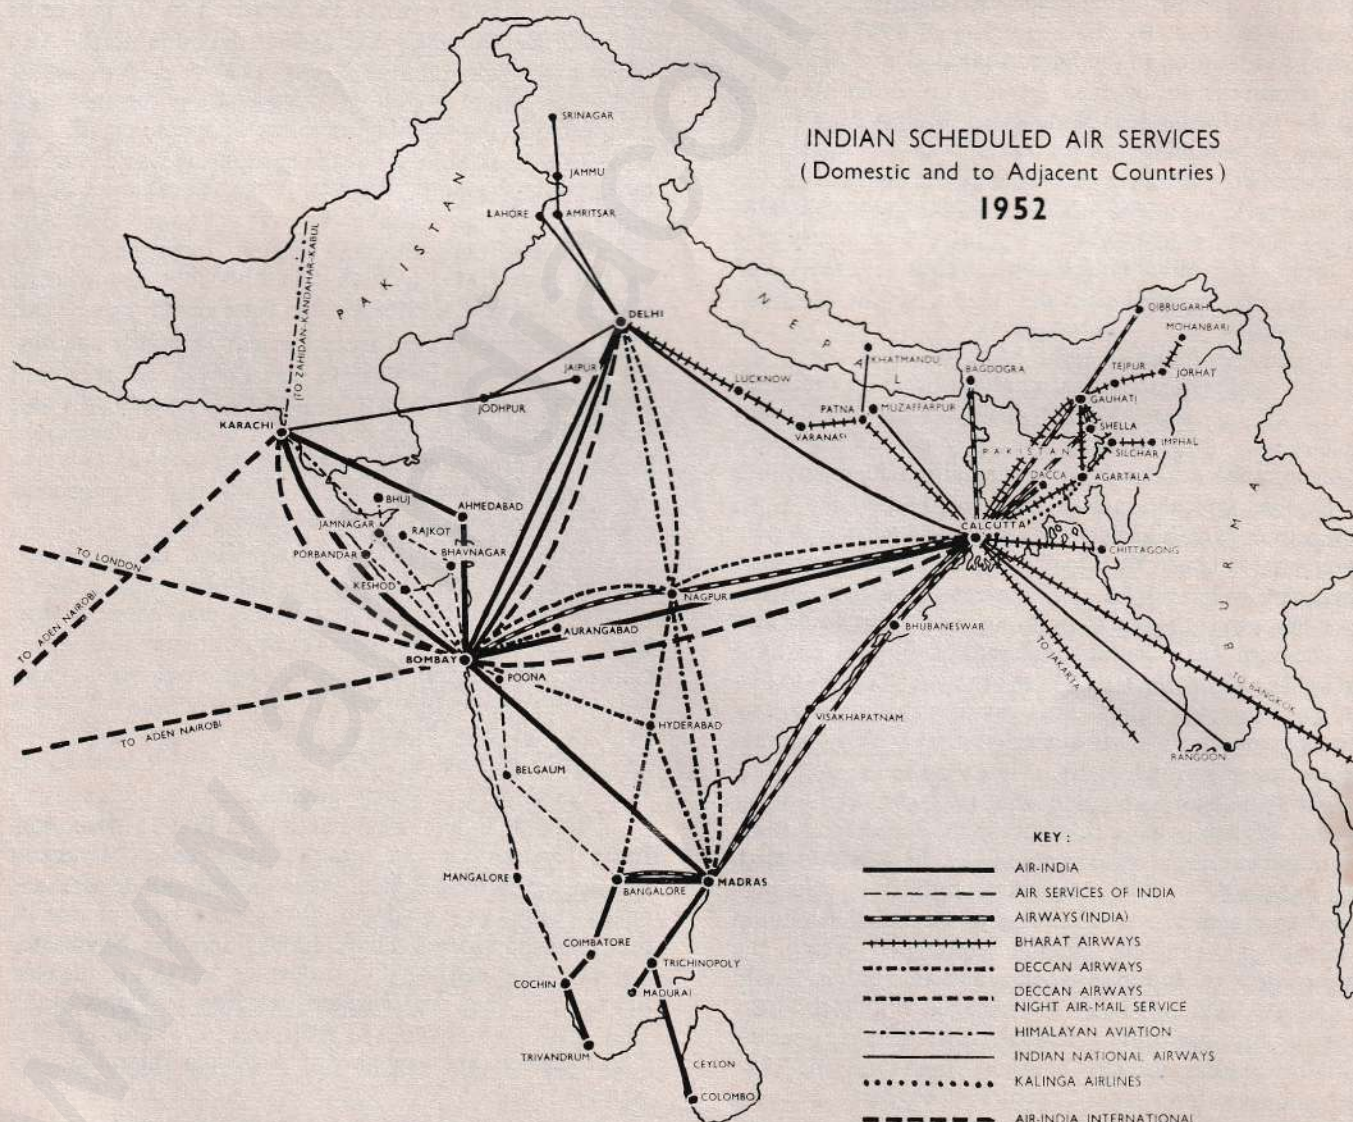 INDIAN SCHEDULED AIR SERVICES
(Domestic and to Adjacent Countries)
1952
SRINAGAR
JAMMU
LAHORE
AMRITSAR
PAKISTAN
(TO ZAHIDAN-KANDAHAR-KABUL
DELHI
NEPAL
KHATMANDU
BAGDOGRA
DIBRUGARH
MOHANBARI
TEJPUR
JORHAT
GAUHATI
JAIPUR
JODHPUR
LUCKNOW
PATNA
MUZAFFARPUR
VARANASI
KARACHI
SHELLA
IMPHAL
SILCHAR
PAKISTAN
DACCA
AGARTALA
BHUJ
AHMEDABAD
JAMNAGAR
RAJKOT
CALCUTTA
PORBANDAR
BHAVNAGAR
CHITTAGONG
KESHOD
TO LONDON
TO ADEN NAIROBI
NAGPUR
AURANGABAD
BHUBANESWAR
BURMA
BOMBAY
POONA
TO JAKARTA
TO BANGKOK
TO ADEN NAIROBI
HYDERABAD
VISAKHAPATNAM
RANGOON
BELGAUM
MANGALORE
BANGALORE
MADRAS
COIMBATORE
TRICHINOPOLY
COCHIN
MADURAI
TRIVANDRUM
CEYLON
COLOMBO
KEY:
AIR-INDIA
AIR SERVICES OF INDIA
AIRWAYS (INDIA)
BHARAT AIRWAYS
DECCAN AIRWAYS
DECCAN AIRWAYS
NIGHT AIR-MAIL SERVICE
HIMALAYAN AVIATION
INDIAN NATIONAL AIRWAYS
KALINGA AIRLINES
AIR-INDIA INTERNATIONAL